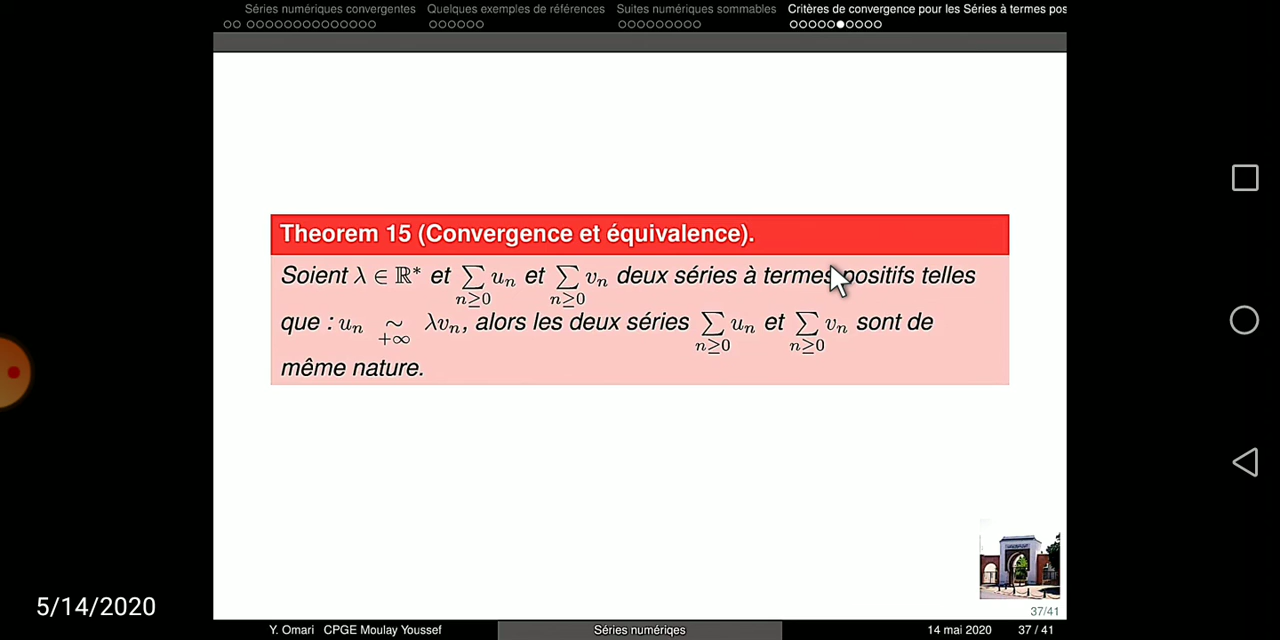 Séries numériques convergentes Quelques exemples de références Suites numériques sommables Critères de convergence pour les Séries à termes pos
Theorem 15 (Convergence et équivalence).
Soient λ ∈ ℝ* et ∑ uₙ et ∑ vₙ deux séries à termes positifs telles
n≥0 n≥0
que : uₙ ∼ λvₙ, alors les deux séries ∑ uₙ et ∑ vₙ sont de
+∞ n≥0 n≥0
même nature.
5/14/2020
37/41
Y. Omari CPGE Moulay Youssef Séries numériqes 14 mai 2020 37 / 41